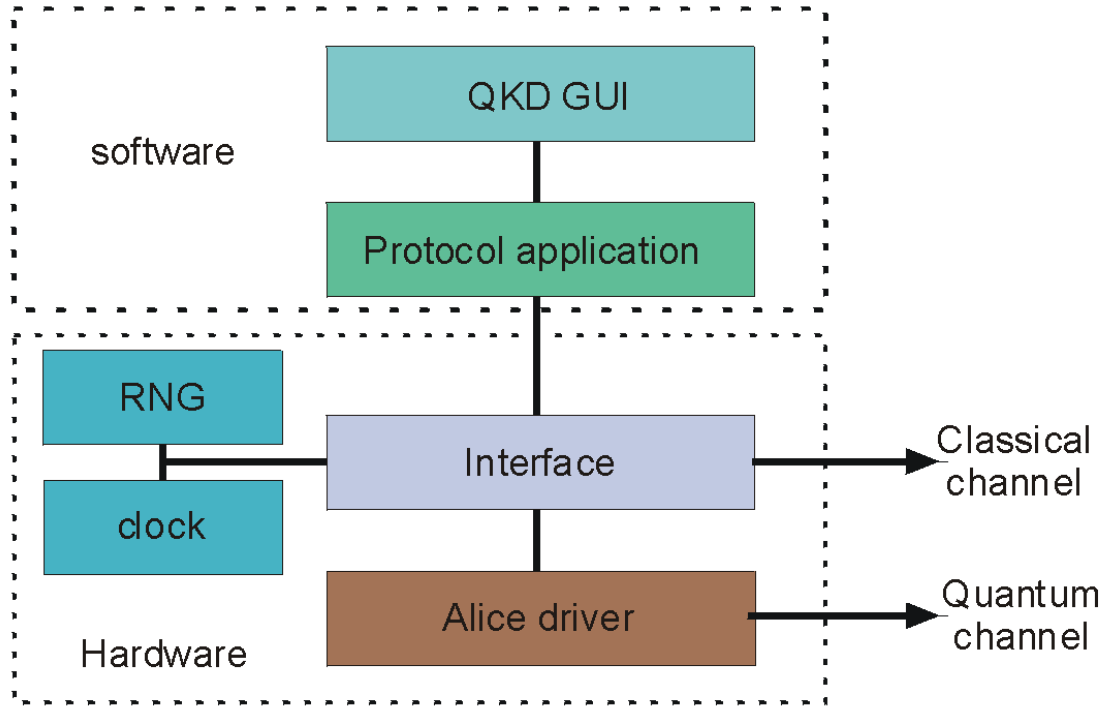 QKD GUI
software
Protocol application
RNG
Interface
Classical
channel
clock
Alice driver
Quantum
channel
Hardware